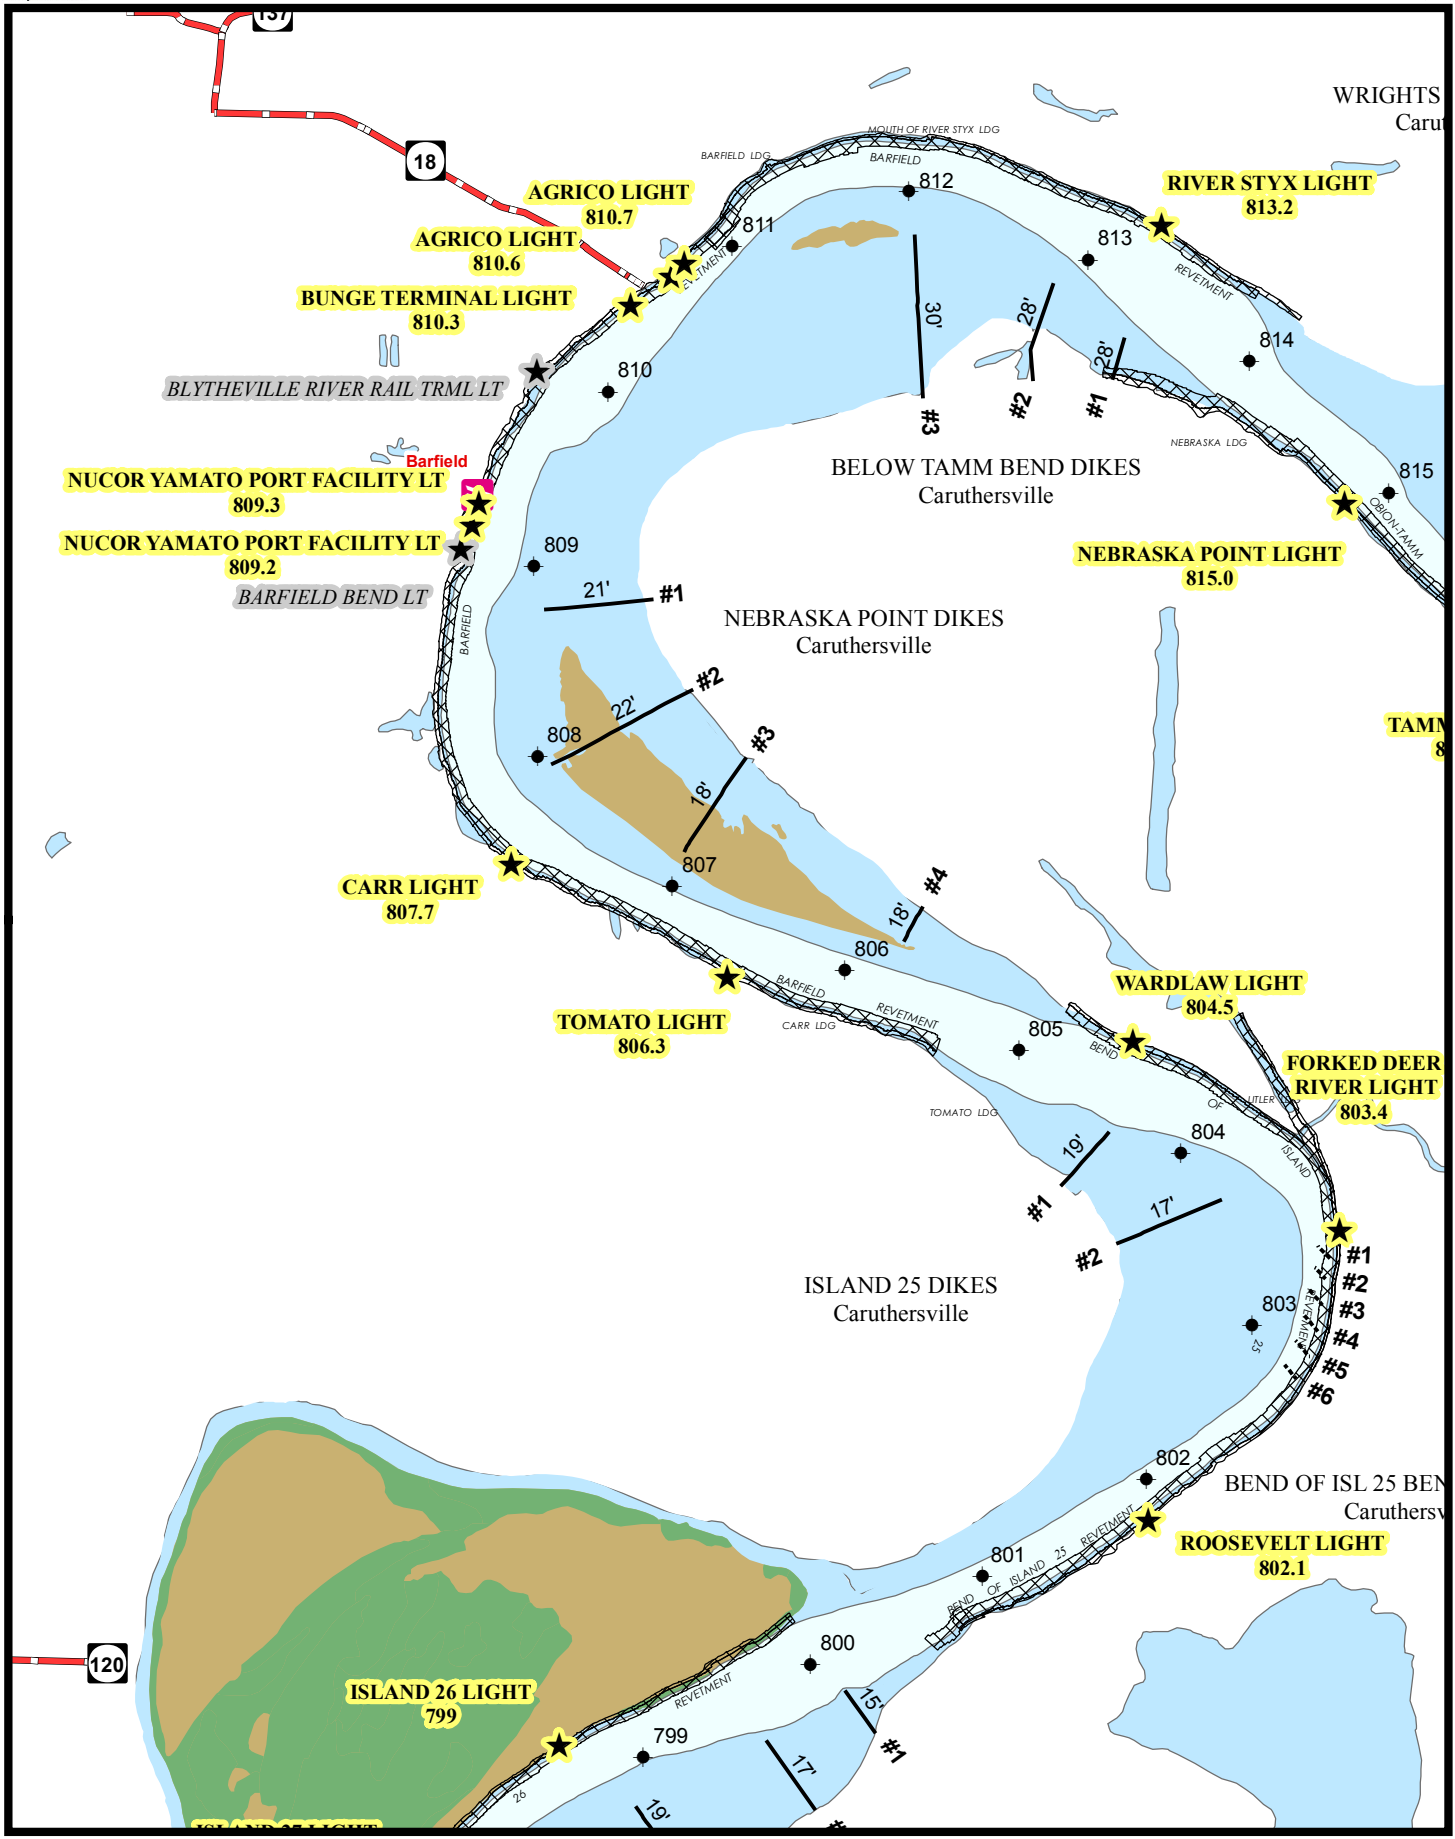 137
WRIGHTS
18
MOUTH OF RIVER STYX LDG
BARFIELD LDG
BARFIELD
RIVER STYX LIGHT
813.2
AGRICO LIGHT
810.7
812
811
813
AGRICO LIGHT
810.6
REVETMENT
BUNGE TERMINAL LIGHT
810.3
30'
28'
28'
814
810
BLYTHEVILLE RIVER RAIL TRML LT
#3
#2
#1
NEBRASKA LDG
Barfield
BELOW TAMM BEND DIKES
Caruthersville
815
OBION-TAMM
NUCOR YAMATO PORT FACILITY LT
809.3
NUCOR YAMATO PORT FACILITY LT
809.2
809
NEBRASKA POINT LIGHT
815.0
BARFIELD BEND LT
21'
#1
BARFIELD
NEBRASKA POINT DIKES
Caruthersville
#2
22'
808
#3
18'
TAMM
807
CARR LIGHT
807.7
#4
18'
806
BARFIELD
REVETMENT
CARR LDG
TOMATO LIGHT
806.3
WARDLAW LIGHT
804.5
805
BEND
OF
ISLAND
FORKED DEER
RIVER LIGHT
803.4
TOMATO LDG
804
19'
#1
17'
#2
ISLAND 25 DIKES
Caruthersville
803
25
#1
#2
#3
#4
#5
#6
802
BEND OF ISL 25
REVETMENT
BEND OF ISLAND 25
ROOSEVELT LIGHT
802.1
801
800
120
ISLAND 26 LIGHT
799
REVETMENT
799
26
15'
#1
17'
19'
ISLAND 27 LIGHT